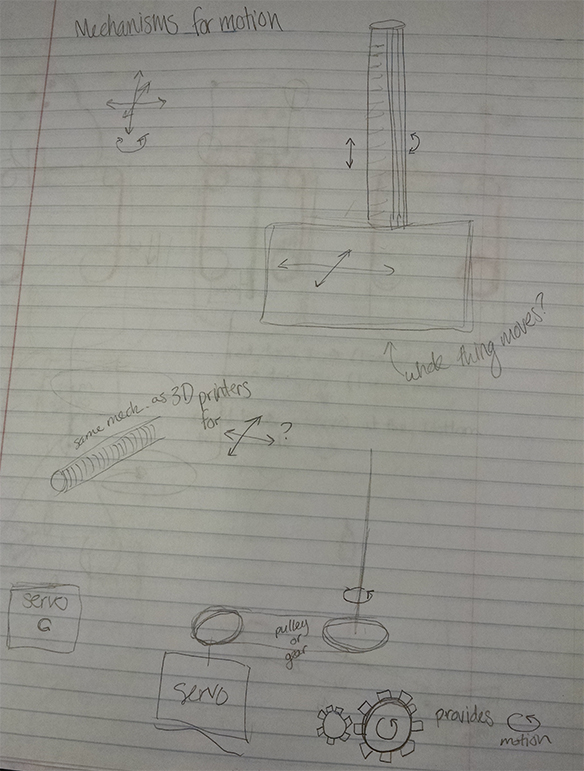 Mechanisms for motion
whole thing moves?
same mech. as 3D printers
for ?
servo
pulley
or
gear
servo
provides
motion